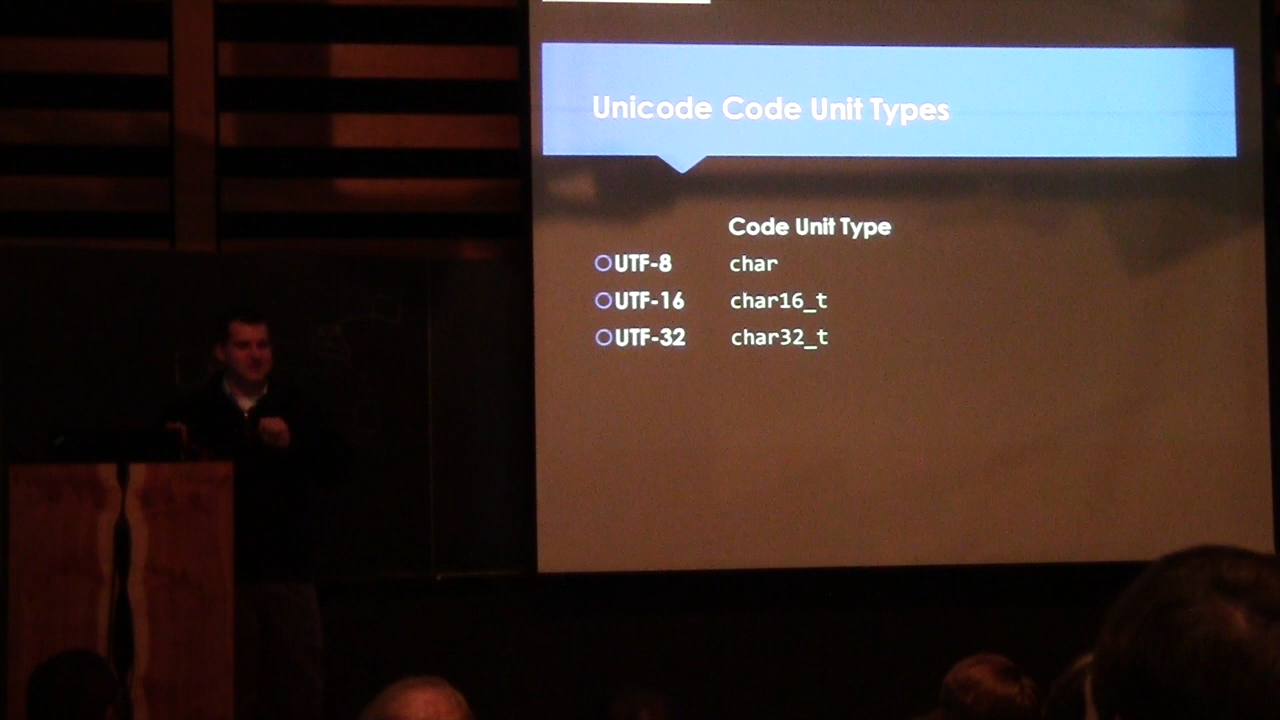 Unicode Code Unit Types
Code Unit Type
UTF-8 char
UTF-16 char16_t
UTF-32 char32_t